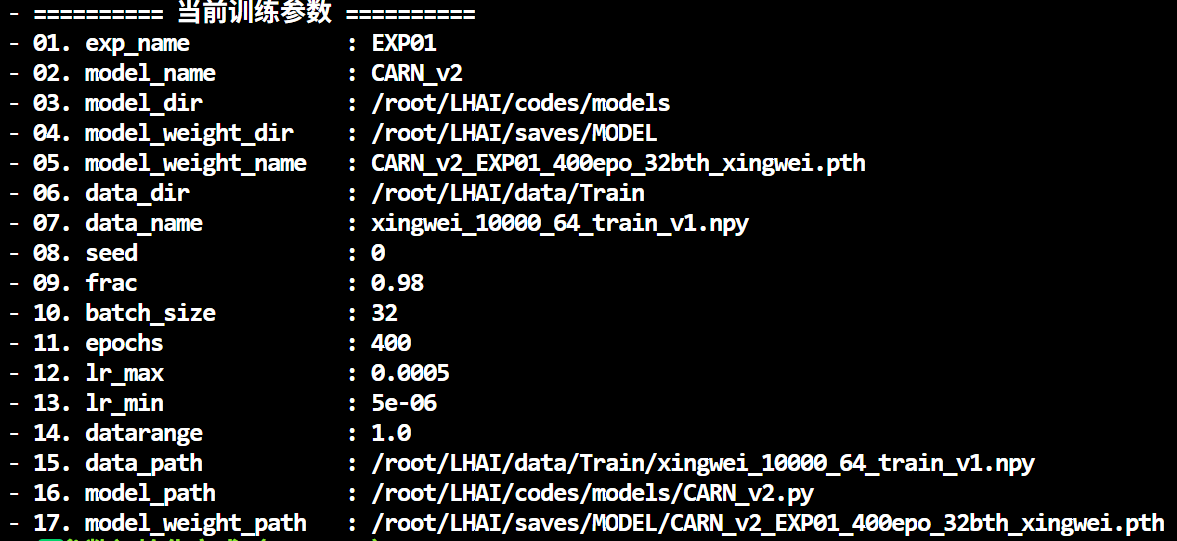 - ========== 当前训练参数 ==========
- 01. exp_name : EXP01
- 02. model_name : CARN_v2
- 03. model_dir : /root/LHAI/codes/models
- 04. model_weight_dir : /root/LHAI/saves/MODEL
- 05. model_weight_name : CARN_v2_EXP01_400epo_32bth_xingwei.pth
- 06. data_dir : /root/LHAI/data/Train
- 07. data_name : xingwei_10000_64_train_v1.npy
- 08. seed : 0
- 09. frac : 0.98
- 10. batch_size : 32
- 11. epochs : 400
- 12. lr_max : 0.0005
- 13. lr_min : 5e-06
- 14. datarange : 1.0
- 15. data_path : /root/LHAI/data/Train/xingwei_10000_64_train_v1.npy
- 16. model_path : /root/LHAI/codes/models/CARN_v2.py
- 17. model_weight_path : /root/LHAI/saves/MODEL/CARN_v2_EXP01_400epo_32bth_xingwei.pth